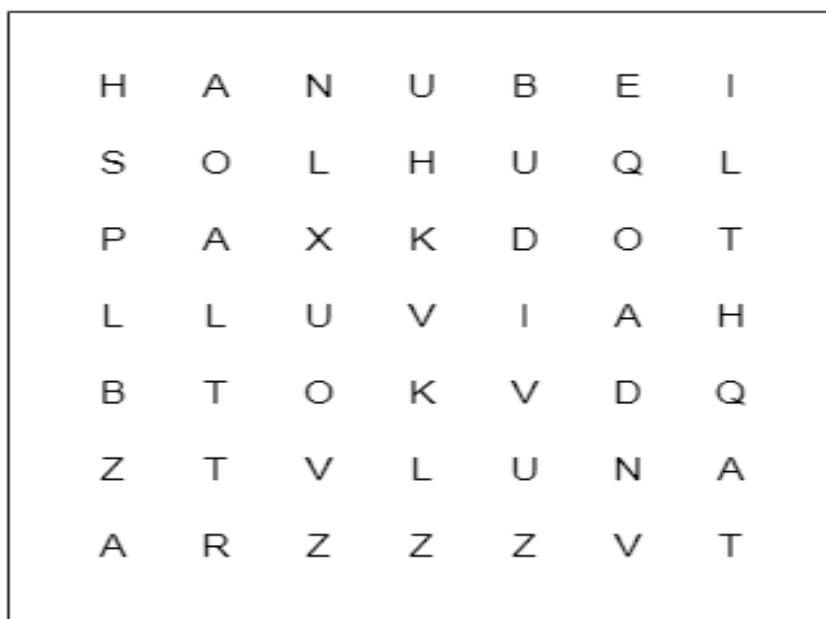 H A N U B E I
S O L H U Q L
P A X K D O T
L L U V I A H
B T O K V D Q
Z T V L U N A
A R Z Z Z V T